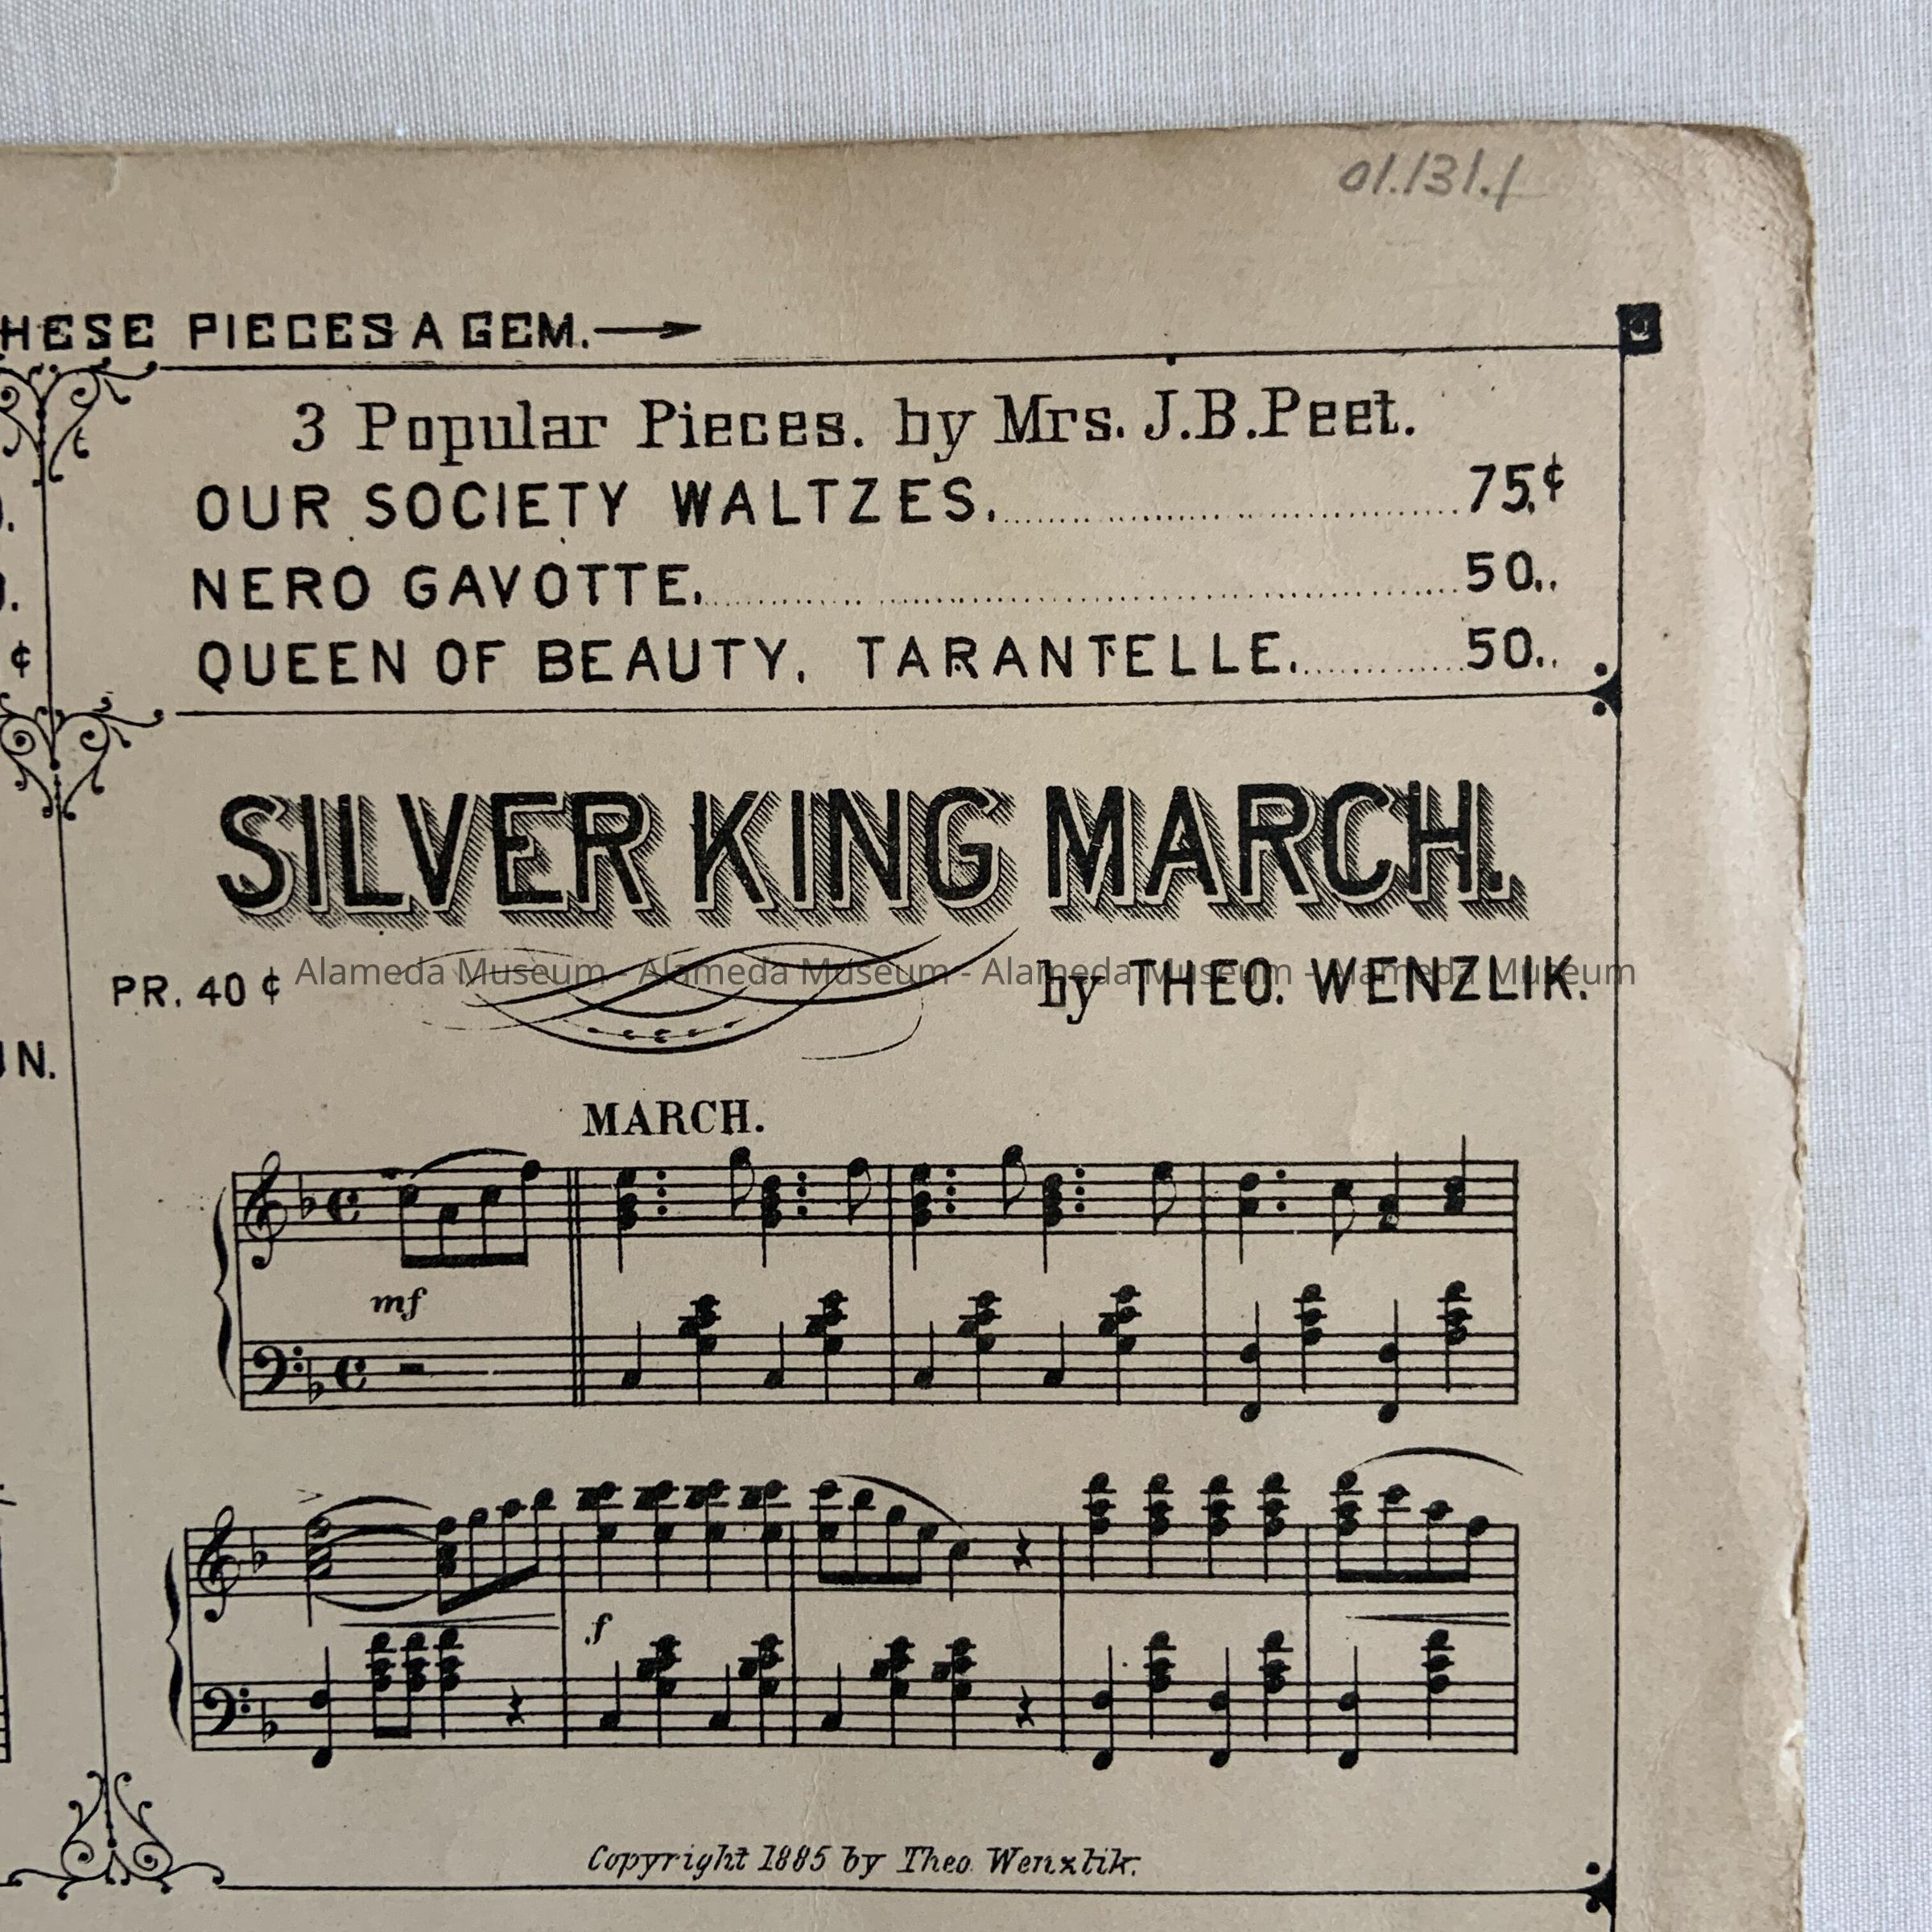 01.131.1
HESE PIECES A GEM.
3 Popular Pieces. by Mrs. J.B.Peet.
OUR SOCIETY WALTZES. 75.¢
NERO GAVOTTE. 50..
¢
QUEEN OF BEAUTY. TARANTELLE. 50..
SILVER KING MARCH.
Alameda Museum - Alameda Museum - Alameda Museum - Alameda Museum
PR. 40 ¢ by THEO. WENZLIK.
N.
MARCH.
mf
f
Copyright 1885 by Theo. Wenzlik.